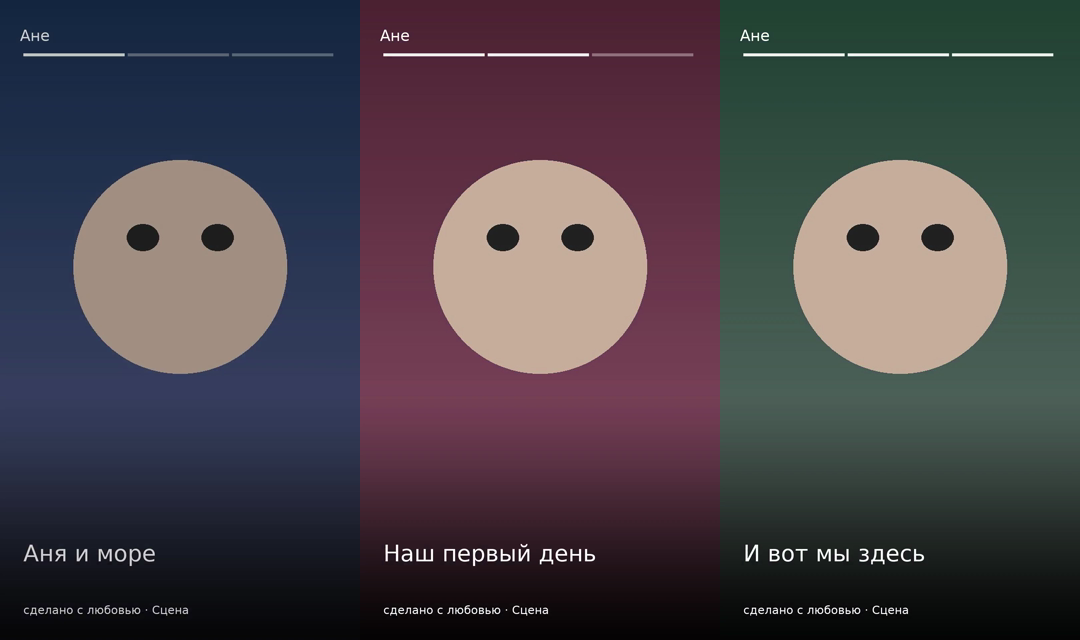 Ане
Аня и море
сделано с любовью · Сцена
Ане
Наш первый день
сделано с любовью · Сцена
Ане
И вот мы здесь
сделано с любовью · Сцена